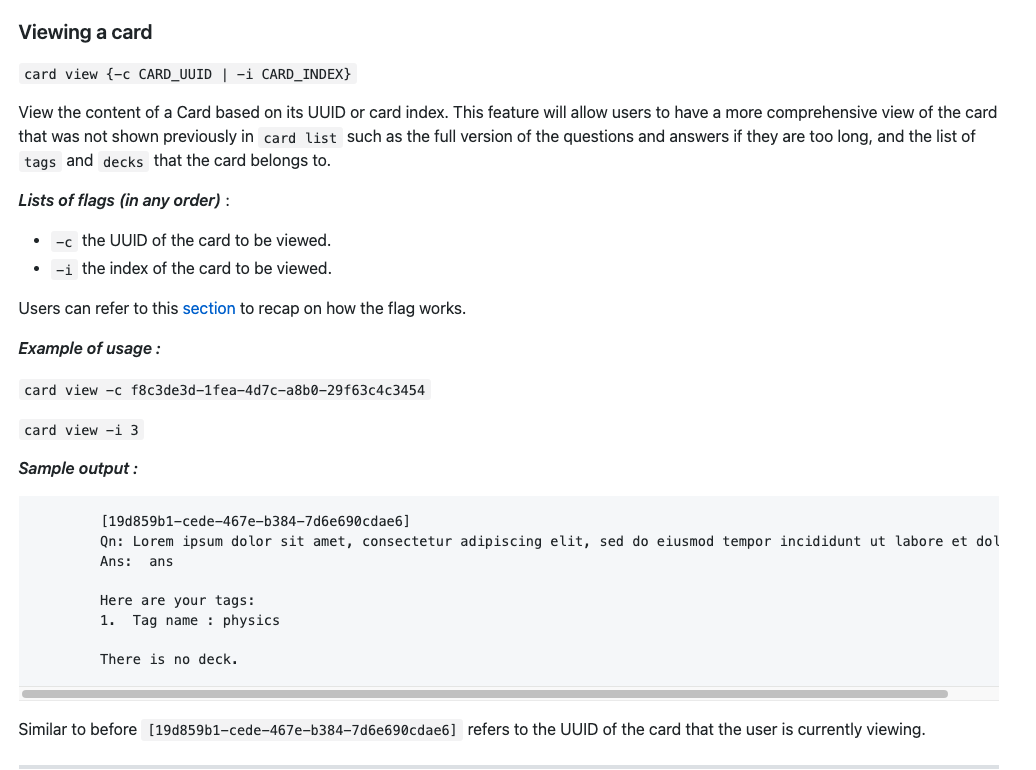 Viewing a card
card view {-c CARD_UUID | -i CARD_INDEX}
View the content of a Card based on its UUID or card index. This feature will allow users to have a more comprehensive view of the card
that was not shown previously in card list such as the full version of the questions and answers if they are too long, and the list of
tags and decks that the card belongs to.
Lists of flags (in any order) :
• -c the UUID of the card to be viewed.
• -i the index of the card to be viewed.
Users can refer to this section to recap on how the flag works.
Example of usage :
card view -c f8c3de3d-1fea-4d7c-a8b0-29f63c4c3454
card view -i 3
Sample output :
[19d859b1-cede-467e-b384-7d6e690cdae6]
Qn: Lorem ipsum dolor sit amet, consectetur adipiscing elit, sed do eiusmod tempor incididunt ut labore et dol
Ans:  ans
Here are your tags:
1.  Tag name : physics
There is no deck.
Similar to before [19d859b1-cede-467e-b384-7d6e690cdae6] refers to the UUID of the card that the user is currently viewing.